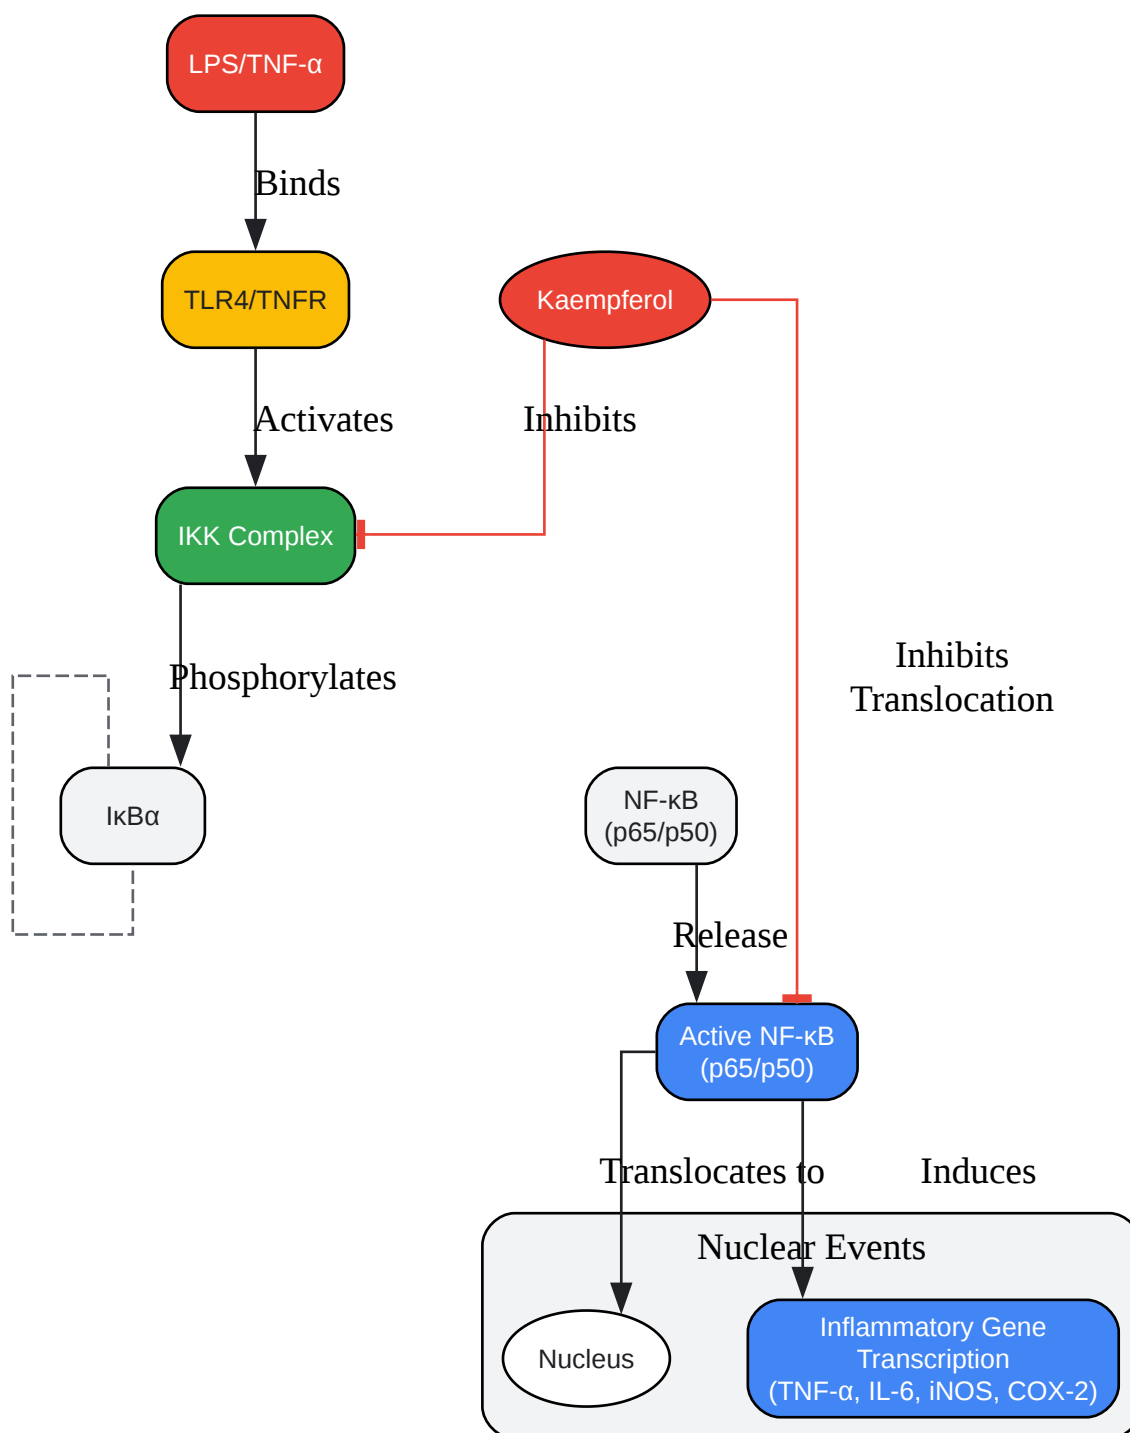 LPS/TNF-α
Binds
TLR4/TNFR
Kaempferol
Activates
Inhibits
IKK Complex
Phosphorylates
Inhibits
Translocation
IκBα
NF-κB
(p65/p50)
Release
Active NF-κB
(p65/p50)
Translocates to
Induces
Nuclear Events
Nucleus
Inflammatory Gene
Transcription
(TNF-α, IL-6, iNOS, COX-2)